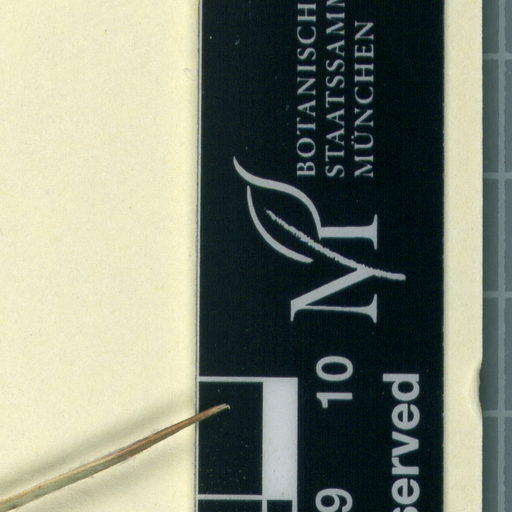 BOTANISCH
STAATSSAMM
MÜNCHEN
M
9 10
served